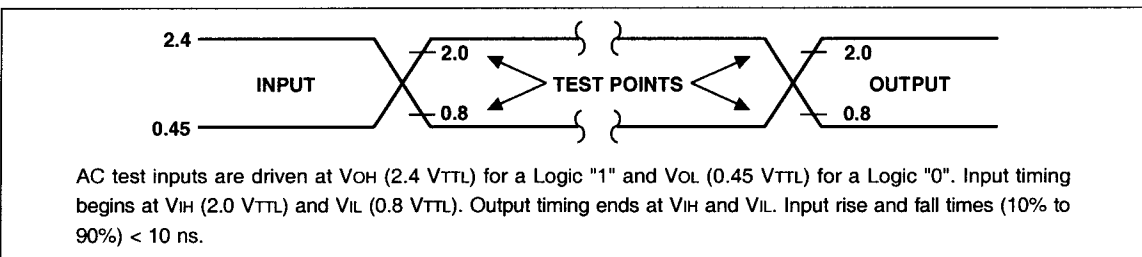 2.4
2.0
2.0
INPUT
TEST POINTS
OUTPUT
0.8
0.8
0.45
AC test inputs are driven at VOH (2.4 VTTL) for a Logic "1" and VOL (0.45 VTTL) for a Logic "0". Input timing
begins at VIH (2.0 VTTL) and VIL (0.8 VTTL). Output timing ends at VIH and VIL. Input rise and fall times (10% to
90%) < 10 ns.